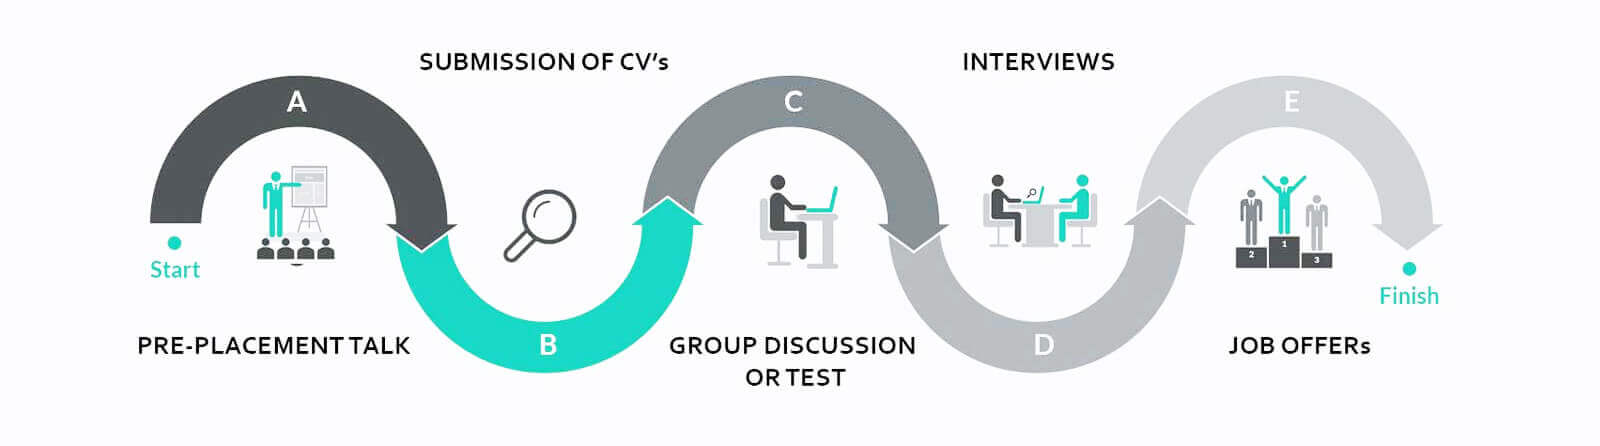 SUBMISSION OF CV's
INTERVIEWS
A
C
E
Start
2
1
3
Finish
PRE-PLACEMENT TALK
B
GROUP DISCUSSION
OR TEST
D
JOB OFFERs